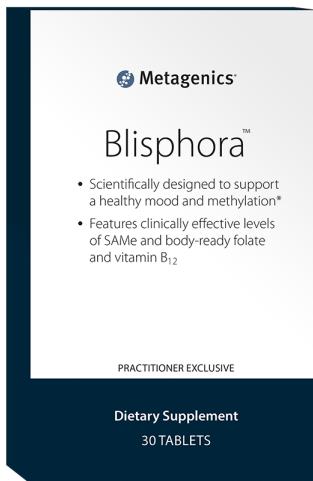 Metagenics®
Blisphora™
• Scientifically designed to support
a healthy mood and methylation*
• Features clinically effective levels
of SAMe and body-ready folate
and vitamin B₁₂
PRACTITIONER EXCLUSIVE
Dietary Supplement
30 TABLETS